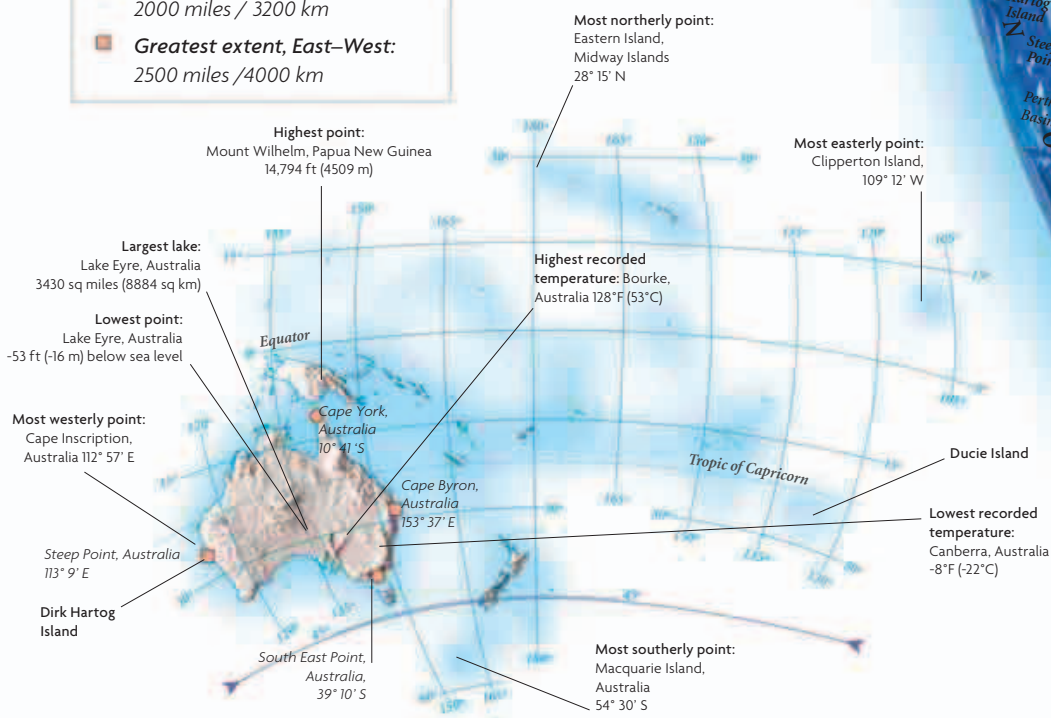 2000 miles / 3200 km
Greatest extent, East–West:
2500 miles /4000 km
Most northerly point:
Eastern Island,
Midway Islands
28° 15’ N
Island
Highest point:
Mount Wilhelm, Papua New Guinea
14,794 ft (4509 m)
Most easterly point:
Clipperton Island,
109° 12’ W
Largest lake:
Lake Eyre, Australia
3430 sq miles (8884 sq km)
Highest recorded
temperature: Bourke,
Australia 128°F (53°C)
Lowest point:
Lake Eyre, Australia
-53 ft (-16 m) below sea level
Equator
Most westerly point:
Cape Inscription,
Australia 112° 57’ E
Cape York,
Australia
10° 41 ‘S
Tropic of Capricorn
Ducie Island
Cape Byron,
Australia
153° 37’ E
Lowest recorded
temperature:
Canberra, Australia
-8°F (-22°C)
Steep Point, Australia
113° 9’ E
Dirk Hartog
Island
South East Point,
Australia,
39° 10’ S
Most southerly point:
Macquarie Island,
Australia
54° 30’ S